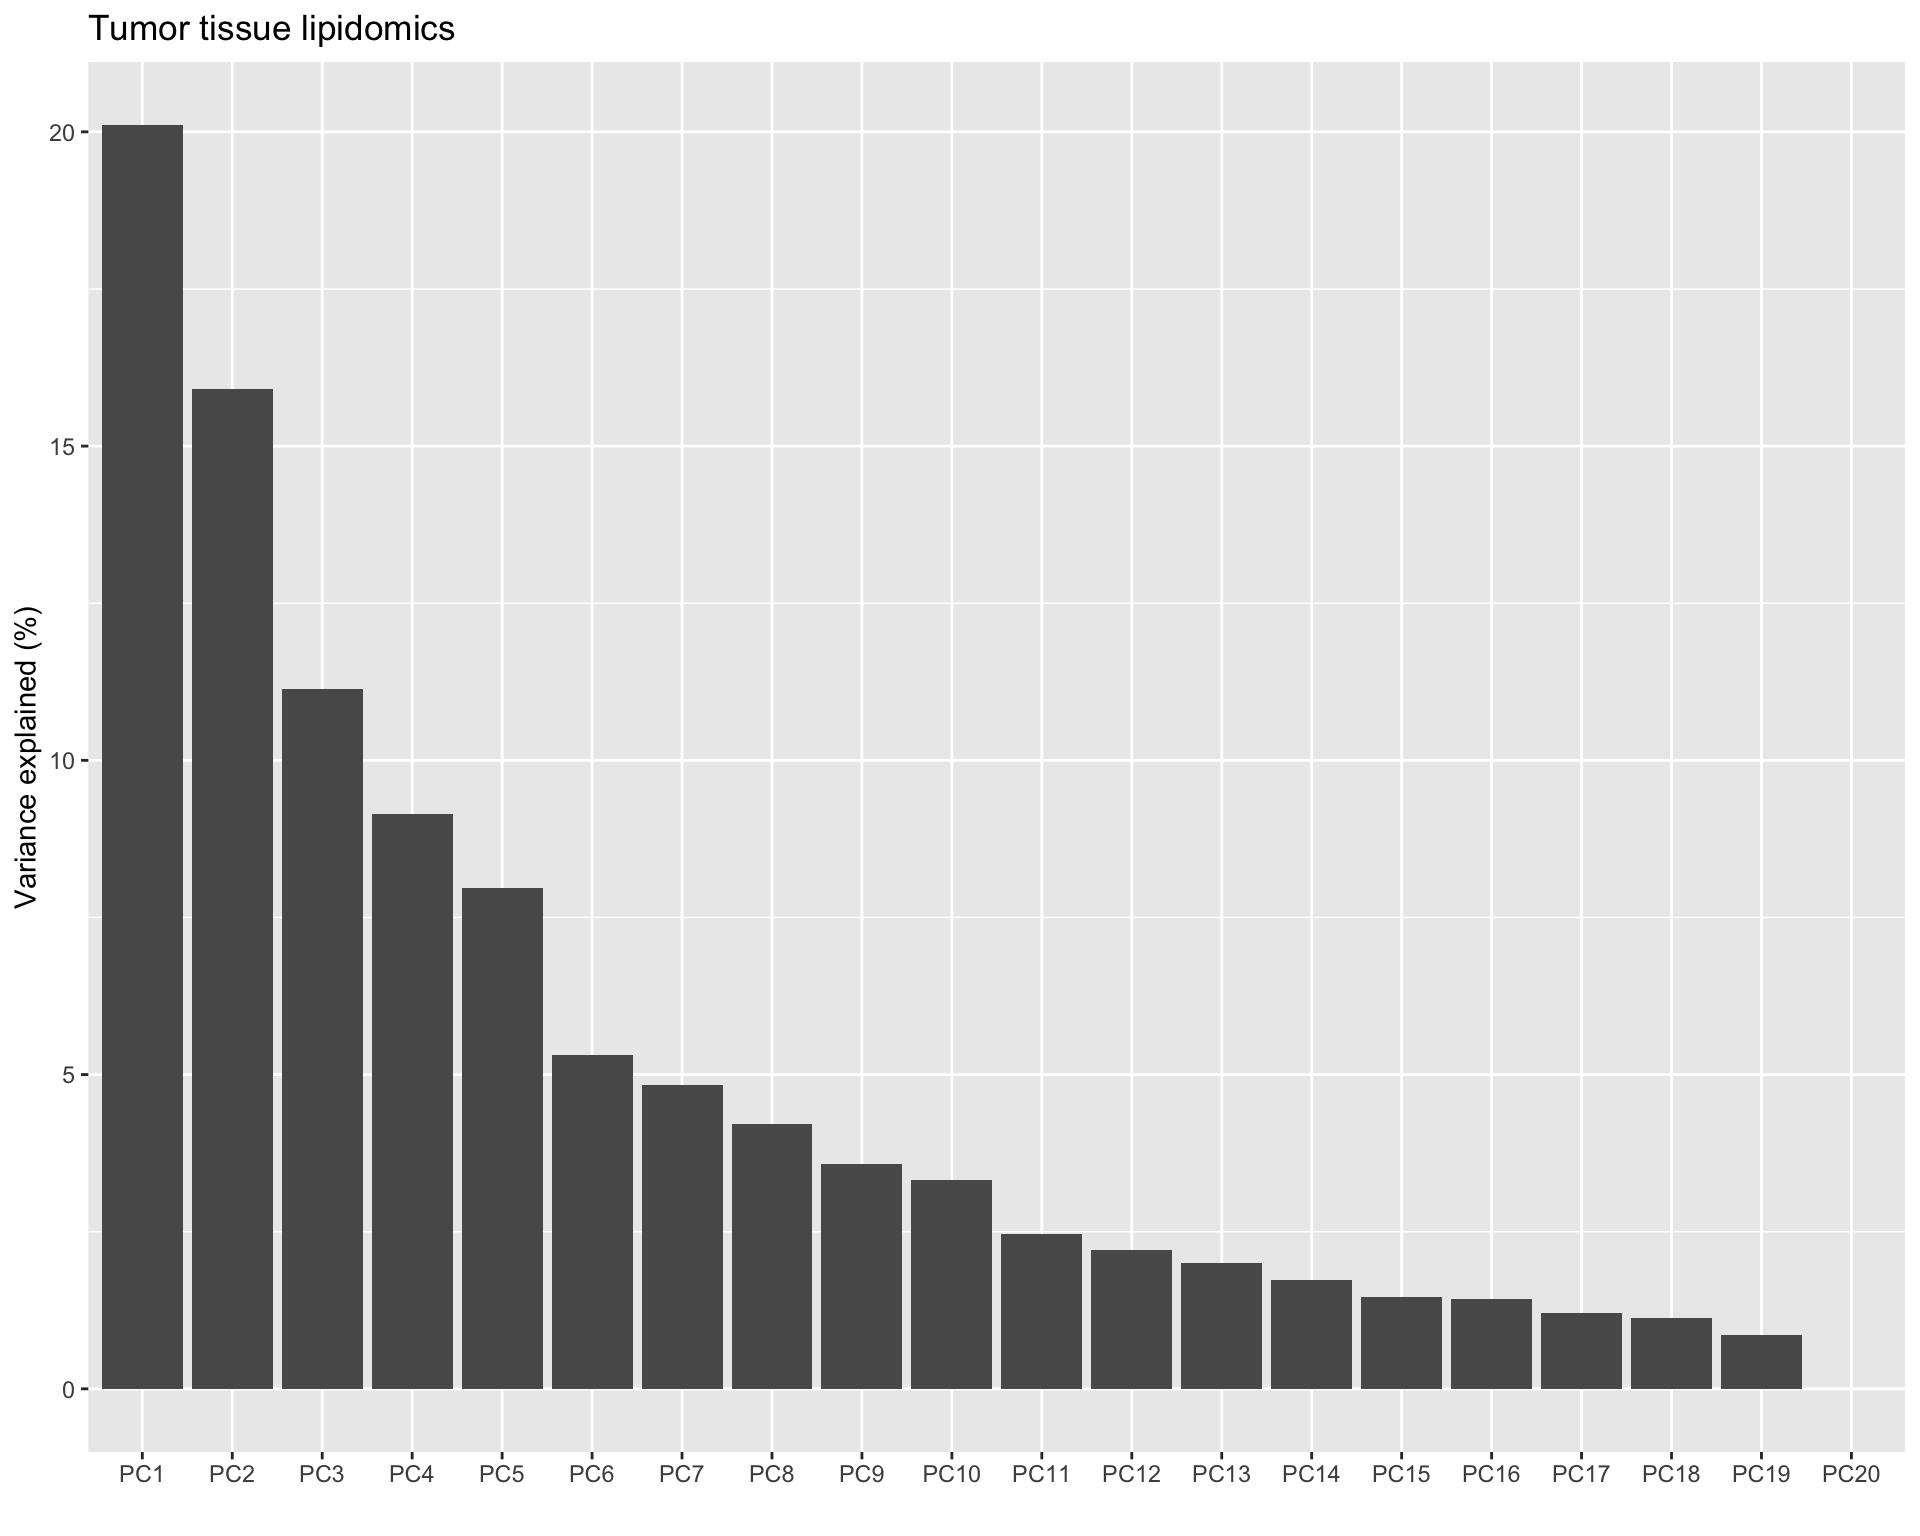 Tumor tissue lipidomics
Variance explained (%)
20
15
10
5
0
PC1 PC2 PC3 PC4 PC5 PC6 PC7 PC8 PC9 PC10 PC11 PC12 PC13 PC14 PC15 PC16 PC17 PC18 PC19 PC20